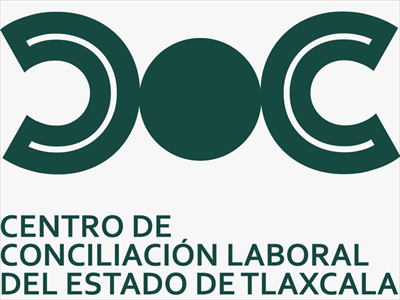 CENTRO DE
CONCILIACIÓN LABORAL
DEL ESTADO DE TLAXCALA